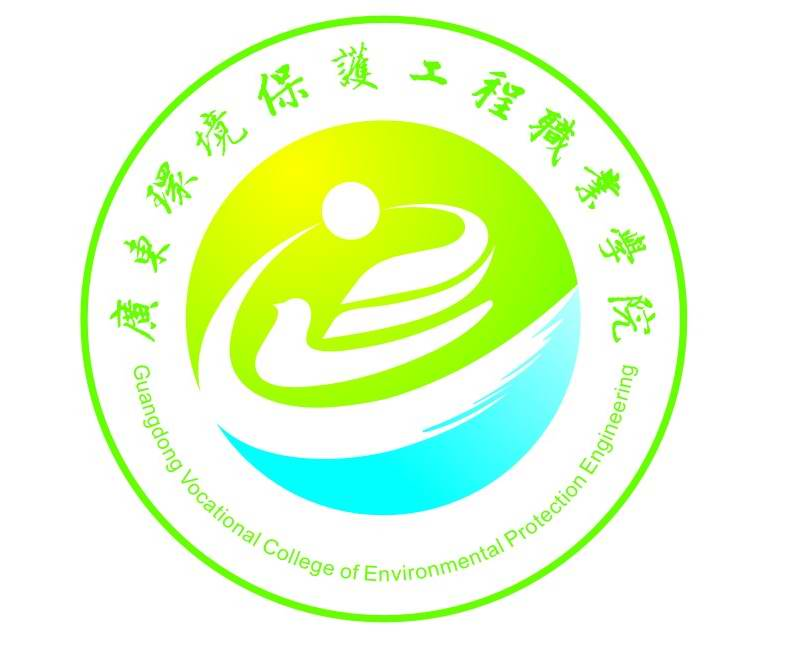 廣東環境保護工程職業學院
Guangdong Vocational College of Environmental Protection Engineering